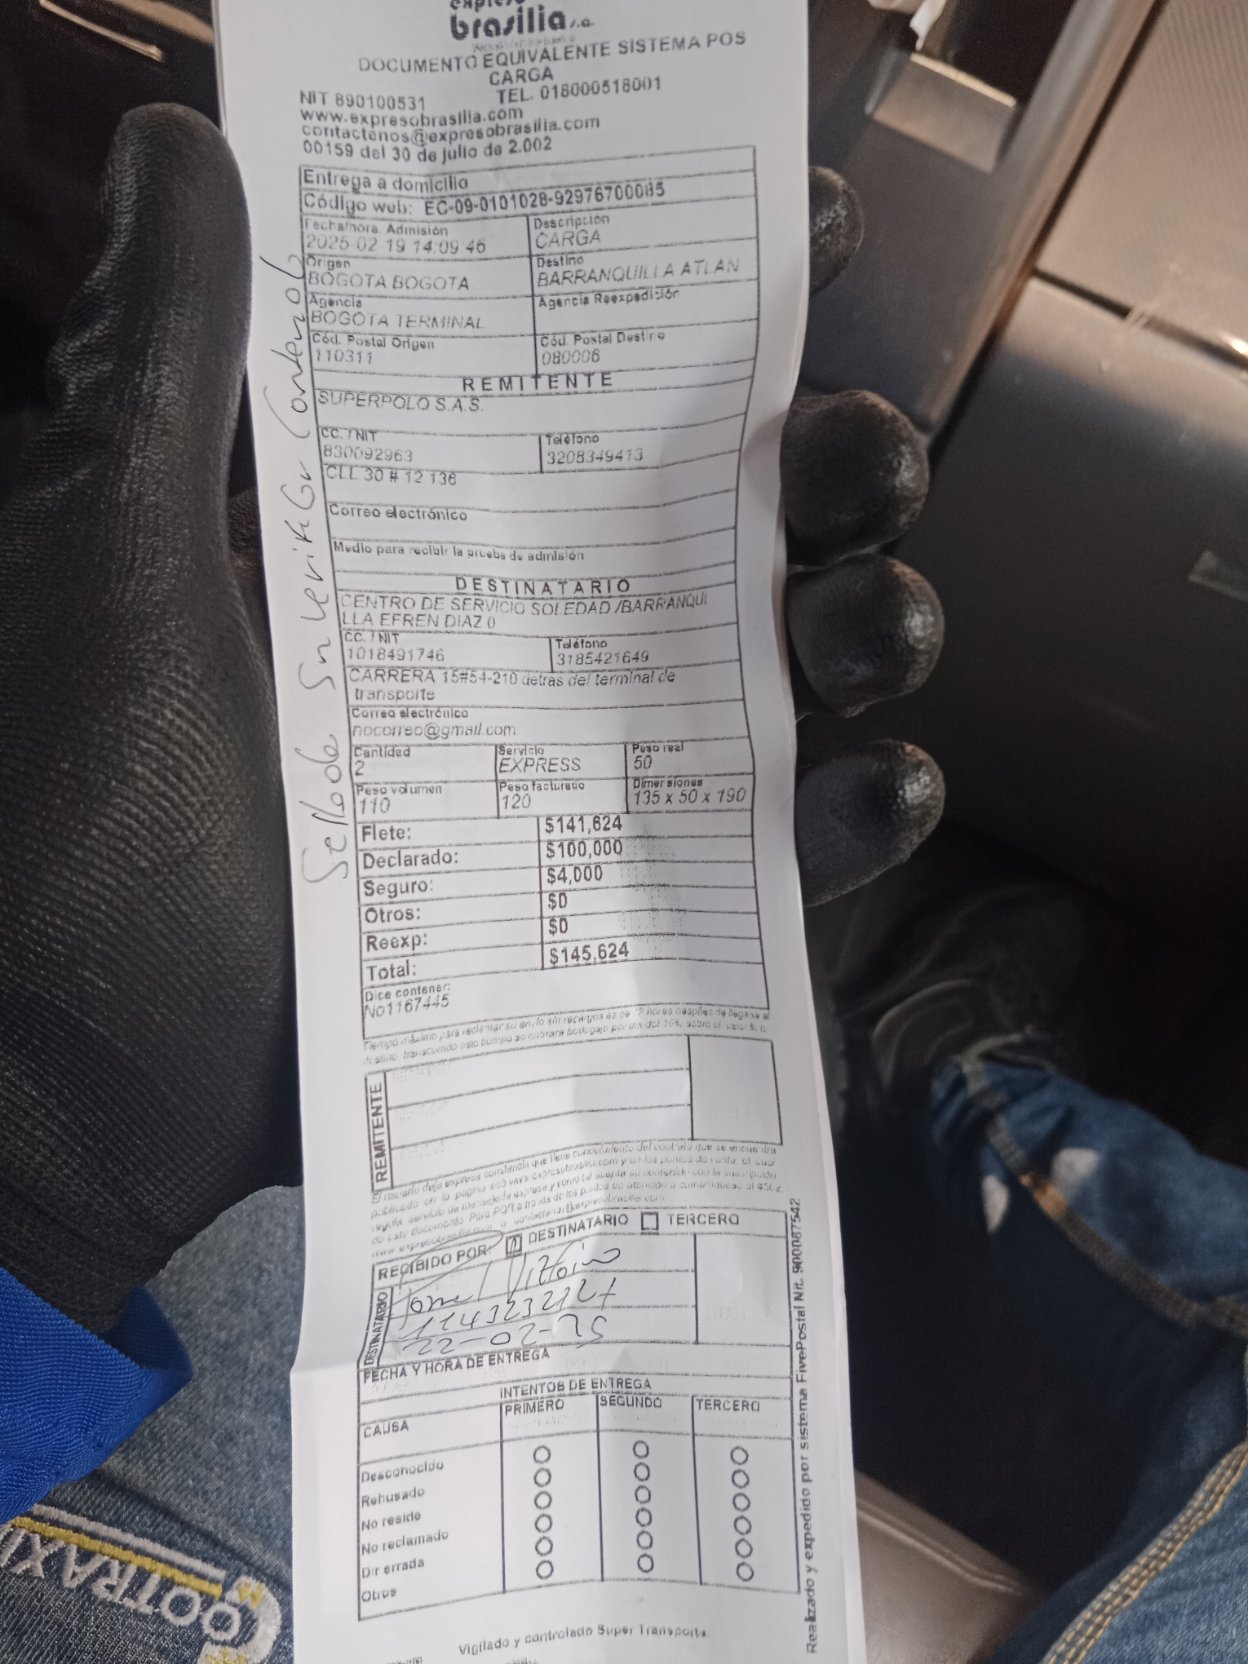 expreso
brasilia s.a.
DOCUMENTO EQUIVALENTE SISTEMA POS
CARGA
NIT 890100531 TEL. 018000518001
www.expresobrasilia.com
contactenos@expresobrasilia.com
00159 del 30 de julio de 2.002
Entrega a domicilio
Código web: EC-09-0101028-92976700085
Fecha/hora Admisión Descripción
2025-02-19 14:09:46 CARGA
Origen Destino
BOGOTA BOGOTA BARRANQUILLA ATLAN
Agencia Agencia Reexpedición
BOGOTA TERMINAL
Cód. Postal Origen Cód. Postal Destino
110311 080006
REMITENTE
SUPERPOLO S.A.S.
CC. / NIT Teléfono
830092963 3208349413
CLL 30 # 12 136
Correo electrónico
Medio para recibir la prueba de admisión
DESTINATARIO
CENTRO DE SERVICIO SOLEDAD /BARRANQUI
LLA EFREN DIAZ 0
CC. / NIT Teléfono
1018491746 3185421649
CARRERA 15#54-210 detras del terminal de
transporte
Correo electrónico
nocorreo@gmail.com
Cantidad Servicio Peso real
2 EXPRESS 50
Peso volumen Peso facturado Dimensiones
110 120 135 x 50 x 190
Flete: $141,624
Declarado: $100,000
Seguro: $4,000
Otros: $0
Reexp: $0
Total: $145,624
Dice contener:
No1167445
REMITENTE
RECIBIDO POR: DESTINATARIO TERCERO
DESTINATARIO
1143232127
22-02-25
FECHA Y HORA DE ENTREGA
INTENTOS DE ENTREGA
CAUSA PRIMERO SEGUNDO TERCERO
Desconocido
Rehusado
No reside
No reclamado
Dir errada
Otros
Vigilado y controlado Super Transporte.
Realizado y expedido por sistema FivePostal Nit. 900087542
Sellode Sn verificar Contenol
COOTRAX